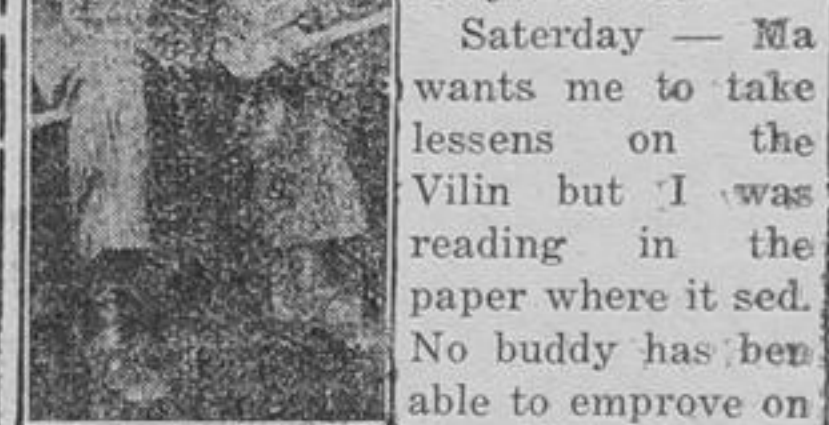 Saterday — Ma
wants me to take
lessens on the
Vilin but I was
reading in the
paper where it sed.
No buddy has ben
able to emprove on